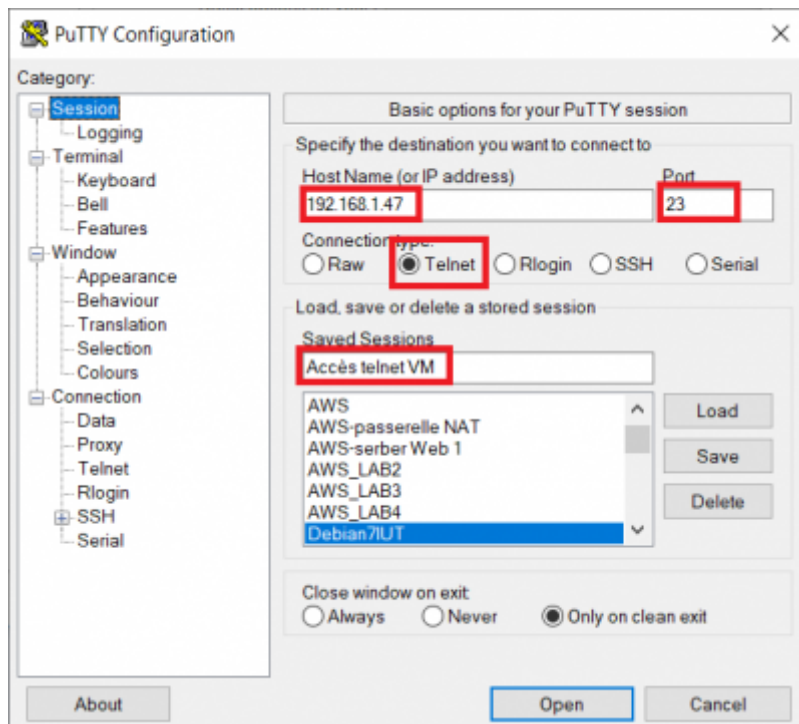 PuTTY Configuration
Category:
Session
Logging
Terminal
Keyboard
Bell
Features
Window
Appearance
Behaviour
Translation
Selection
Colours
Connection
Data
Proxy
Telnet
Rlogin
SSH
Serial
Basic options for your PuTTY session
Specify the destination you want to connect to
Host Name (or IP address) Port
192.168.1.47 23
Connection type:
Raw Telnet Rlogin SSH Serial
Load, save or delete a stored session
Saved Sessions
Accès telnet VM
AWS
AWS-passerelle NAT
AWS-serber Web 1
AWS_LAB2
AWS_LAB3
AWS_LAB4
Debian7IUT
Load
Save
Delete
Close window on exit:
Always Never Only on clean exit
About Open Cancel